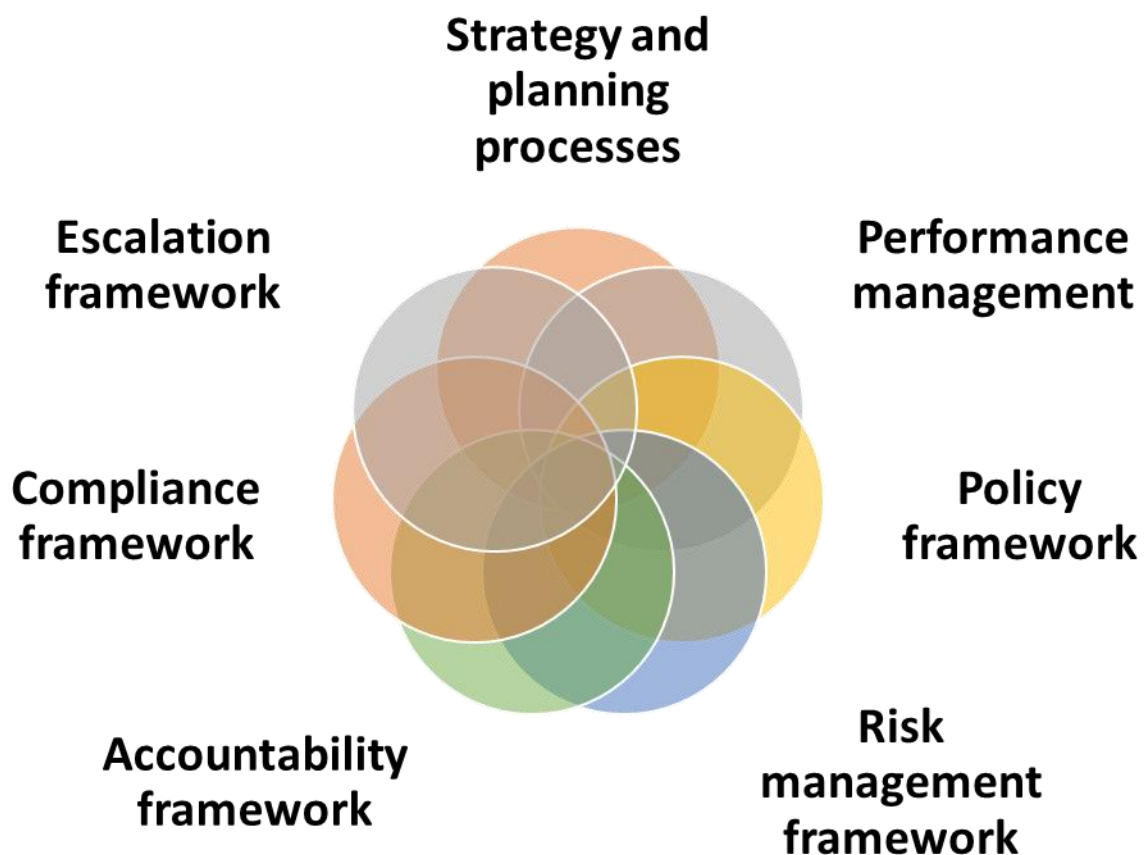 Strategy and
planning
processes
Escalation
framework
Performance
management
Compliance
framework
Policy
framework
Accountability
framework
Risk
management
framework